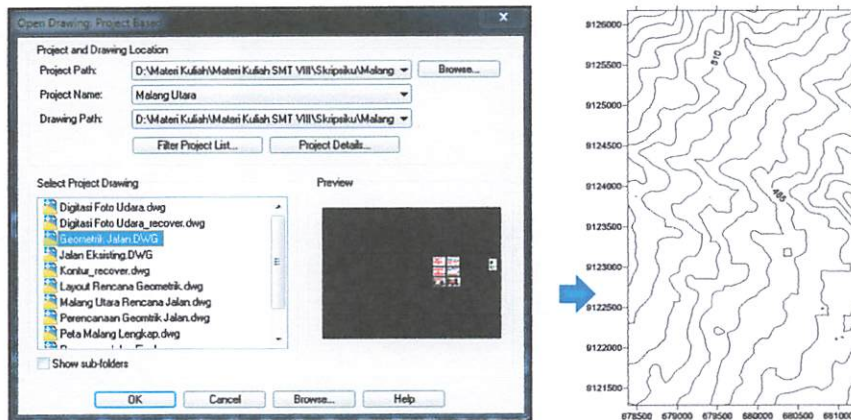 Open Drawing: Project Based
Project and Drawing Location
Project Path:
D:\Materi Kuliah\Materi Kuliah SMT VIII\Skripsiku\Malang
Browse...
Project Name:
Malang Utara
Drawing Path:
D:\Materi Kuliah\Materi Kuliah SMT VIII\Skripsiku\Malang
Filter Project List...
Project Details...
Select Project Drawing
Preview
Digitasi Foto Udara.dwg
Digitasi Foto Udara_recover.dwg
Geometrik Jalan.DWG
Jalan Eksisting.DWG
Kontur_recover.dwg
Layout Rencana Geometrik.dwg
Malang Utara Rencana Jalan.dwg
Perencanaan Geomtrik Jalan.dwg
Peta Malang Lengkap.dwg
Show sub-folders
OK
Cancel
Browse...
Help
9126000
9125500
9125000
9124500
9124000
9123500
9123000
9122500
9122000
9121500
510
485
678500
679000
679500
680000
680500